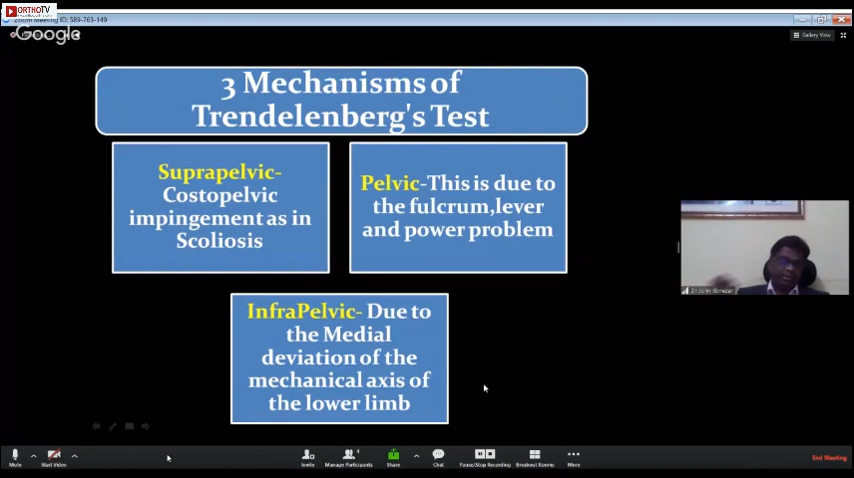 ORTHOTV
Zoom Meeting ID: 589-763-149
Google
Gallery View
3 Mechanisms of
Trendelenberg's Test
Suprapelvic-
Costopelvic
impingement as in
Scoliosis
Pelvic-This is due to
the fulcrum,lever
and power problem
InfraPelvic- Due to
the Medial
deviation of the
mechanical axis of
the lower limb
Mute
Start Video
Invite
4
Manage Participants
Share
Chat
Pause/Stop Recording
Breakout Rooms
More
End Meeting